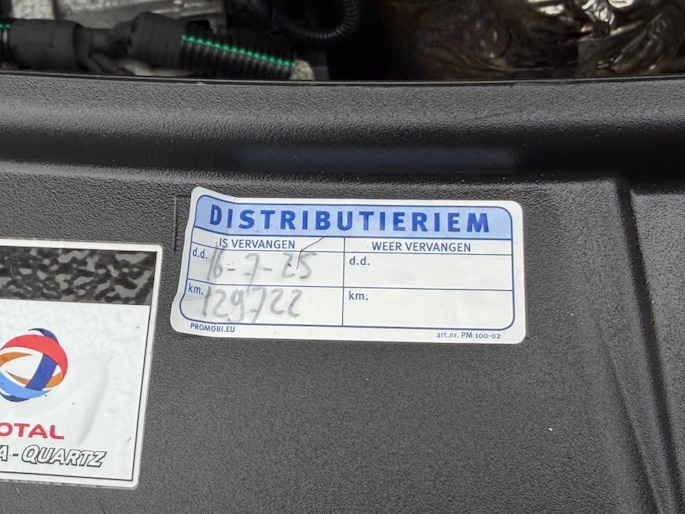 DISTRIBUTIERIEM
IS VERVANGEN WEER VERVANGEN
d.d. 16-7-25 d.d.
km. 129722 km.
PROMOBI.EU art.nr. PM 100-02
OTAL
A-QUARTZ